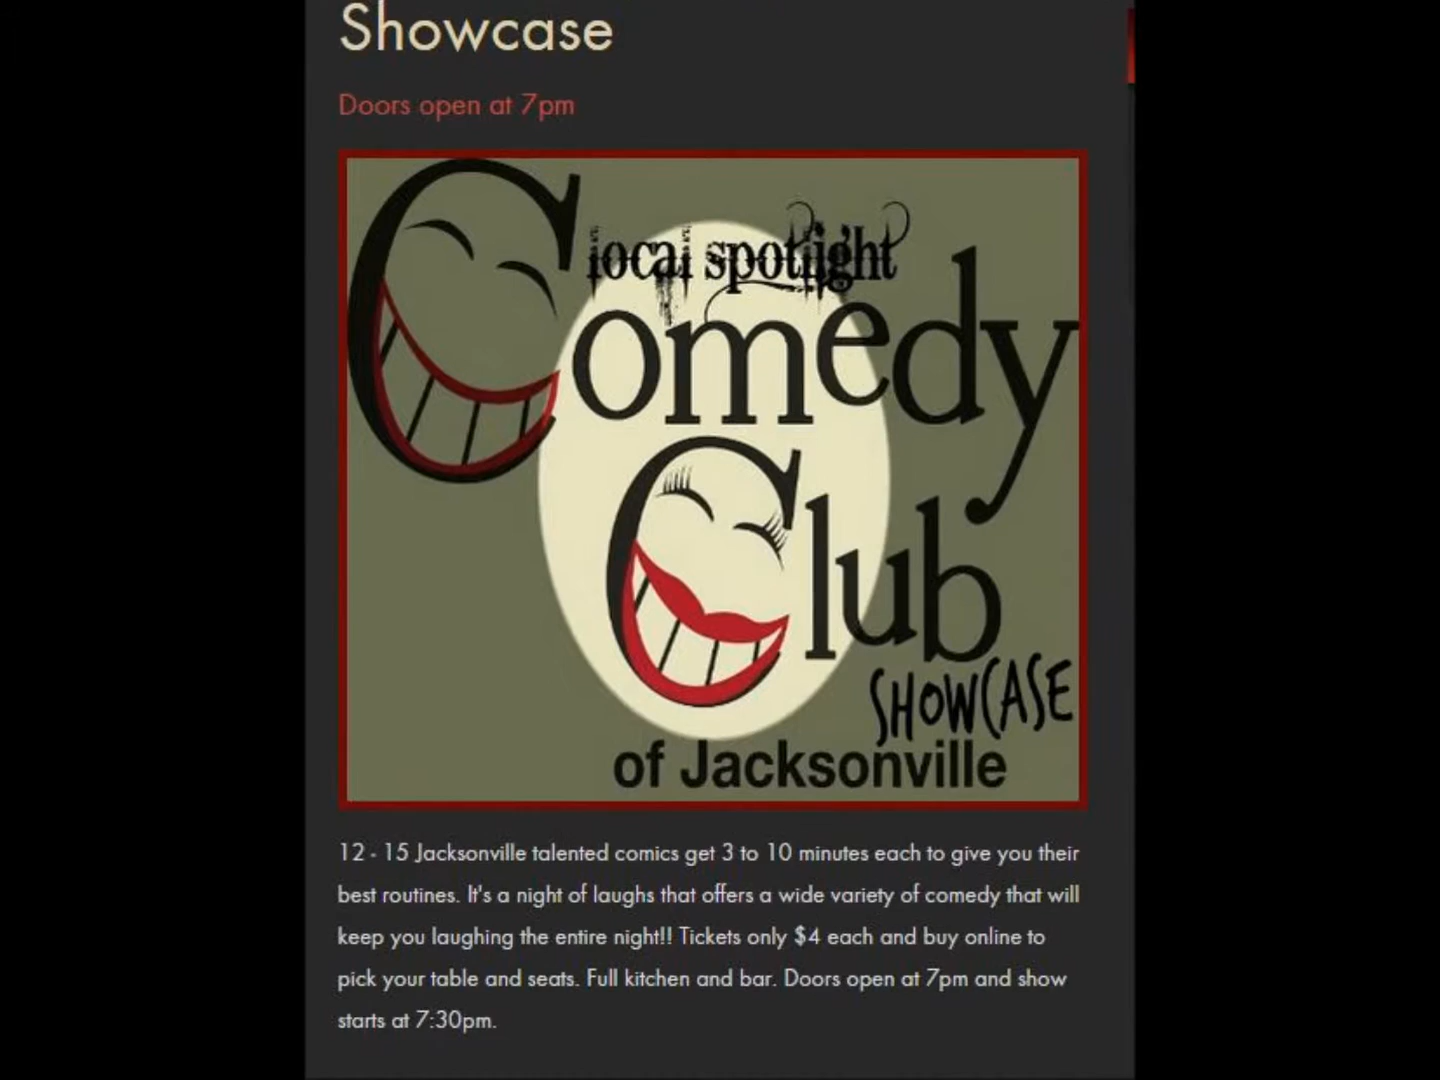 Showcase
Doors open at 7pm
local spotlight
Comedy
Club
SHOWCASE
of Jacksonville
12 - 15 Jacksonville talented comics get 3 to 10 minutes each to give you their
best routines. It's a night of laughs that offers a wide variety of comedy that will
keep you laughing the entire night!! Tickets only $4 each and buy online to
pick your table and seats. Full kitchen and bar. Doors open at 7pm and show
starts at 7:30pm.